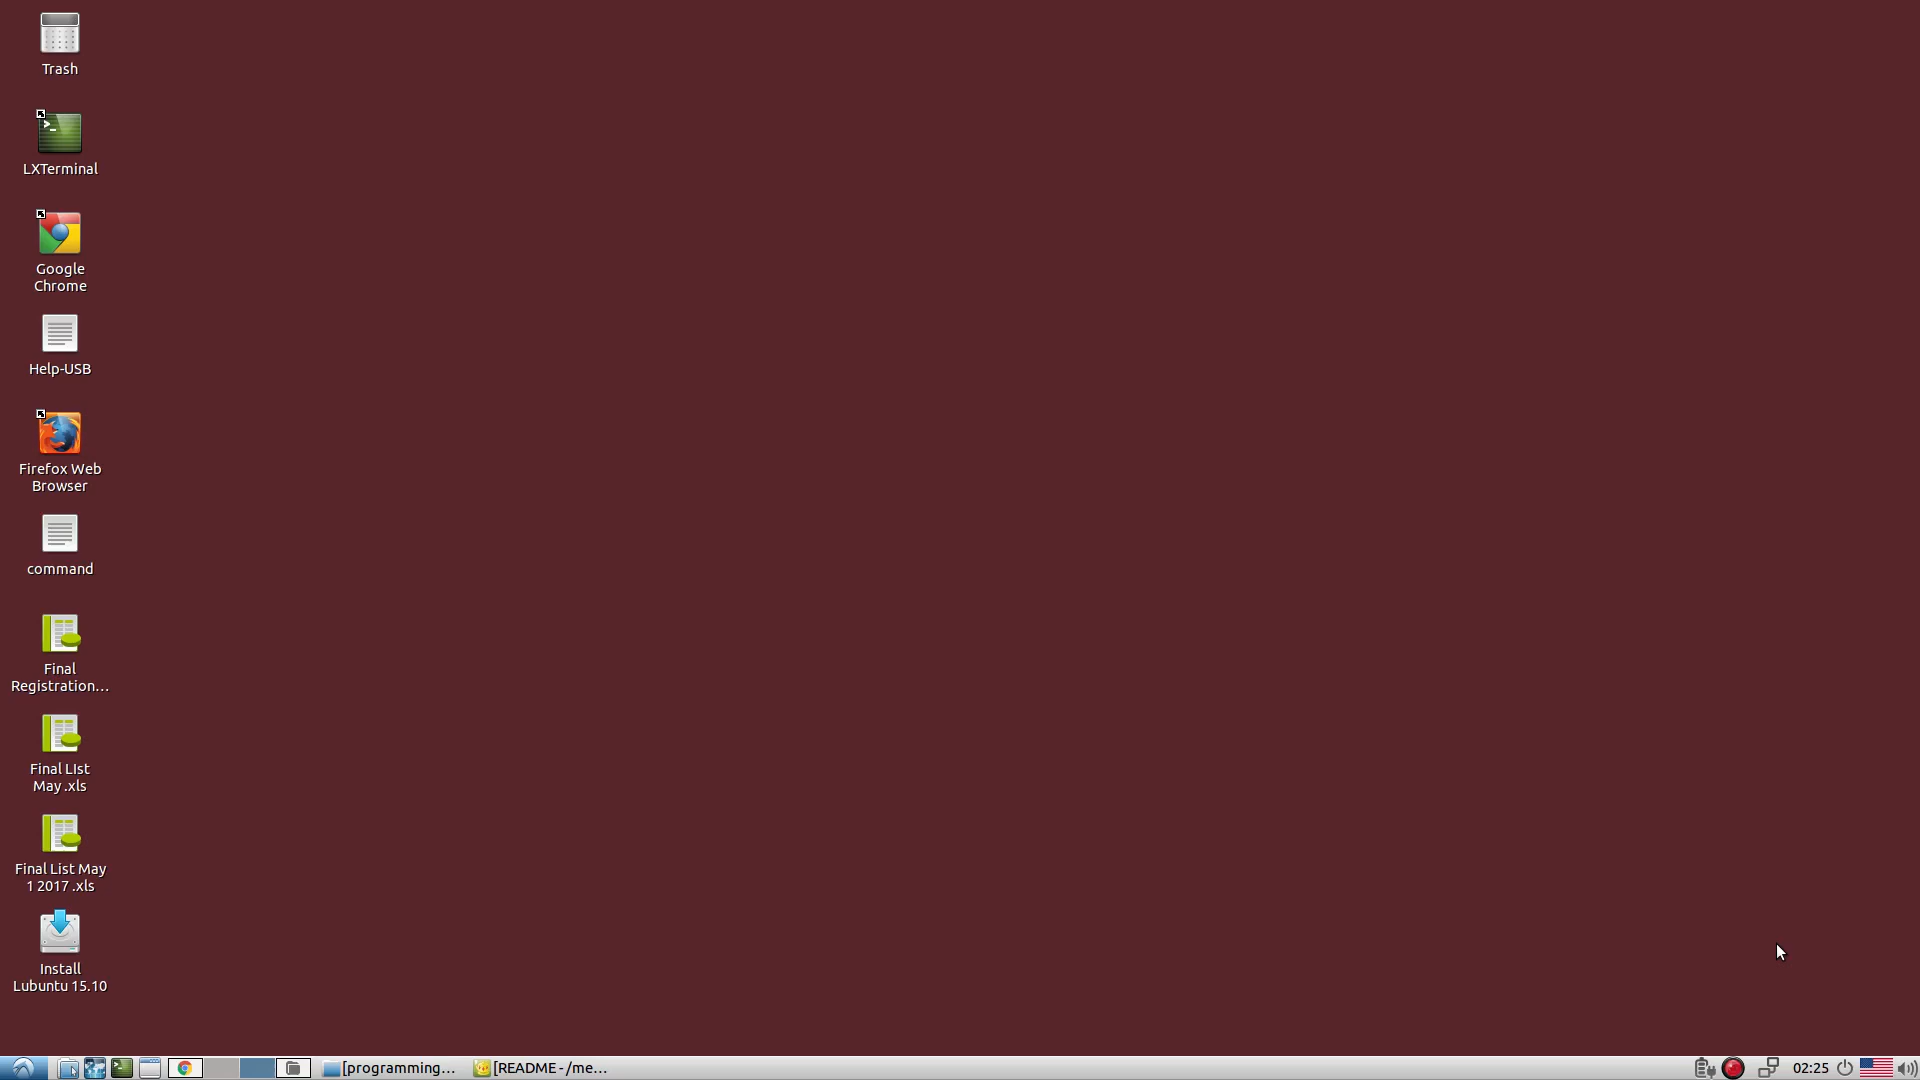 Trash
LXTerminal
Google
Chrome
Help-USB
Firefox Web
Browser
command
Final
Registration...
Final LIst
May .xls
Final List May
1 2017 .xls
Install
Lubuntu 15.10
[programming...
[README - /me...
02:25